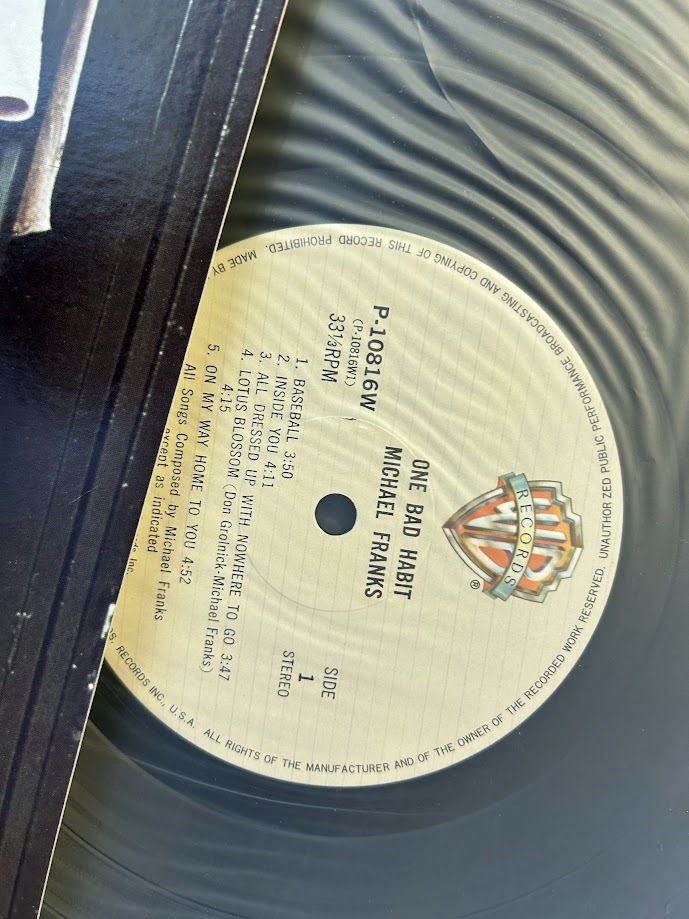 WB
RECORDS
®
ONE BAD HABIT
MICHAEL FRANKS
P-10816W
(P-10816W1)
33⅓RPM
SIDE
1
STEREO
1. BASEBALL 3:50
2. INSIDE YOU 4:11
3. ALL DRESSED UP WITH NOWHERE TO GO 3:47
4. LOTUS BLOSSOM (Don Grolnick-Michael Franks)
4:15
5. ON MY WAY HOME TO YOU 4:52
All Songs Composed by Michael Franks
except as indicated
Inc.
RECORDS INC., U.S.A. ALL RIGHTS OF THE MANUFACTURER AND OF THE OWNER OF THE RECORDED WORK RESERVED. UNAUTHORIZED PUBLIC PERFORMANCE BROADCASTING AND COPYING OF THIS RECORD PROHIBITED. MADE BY